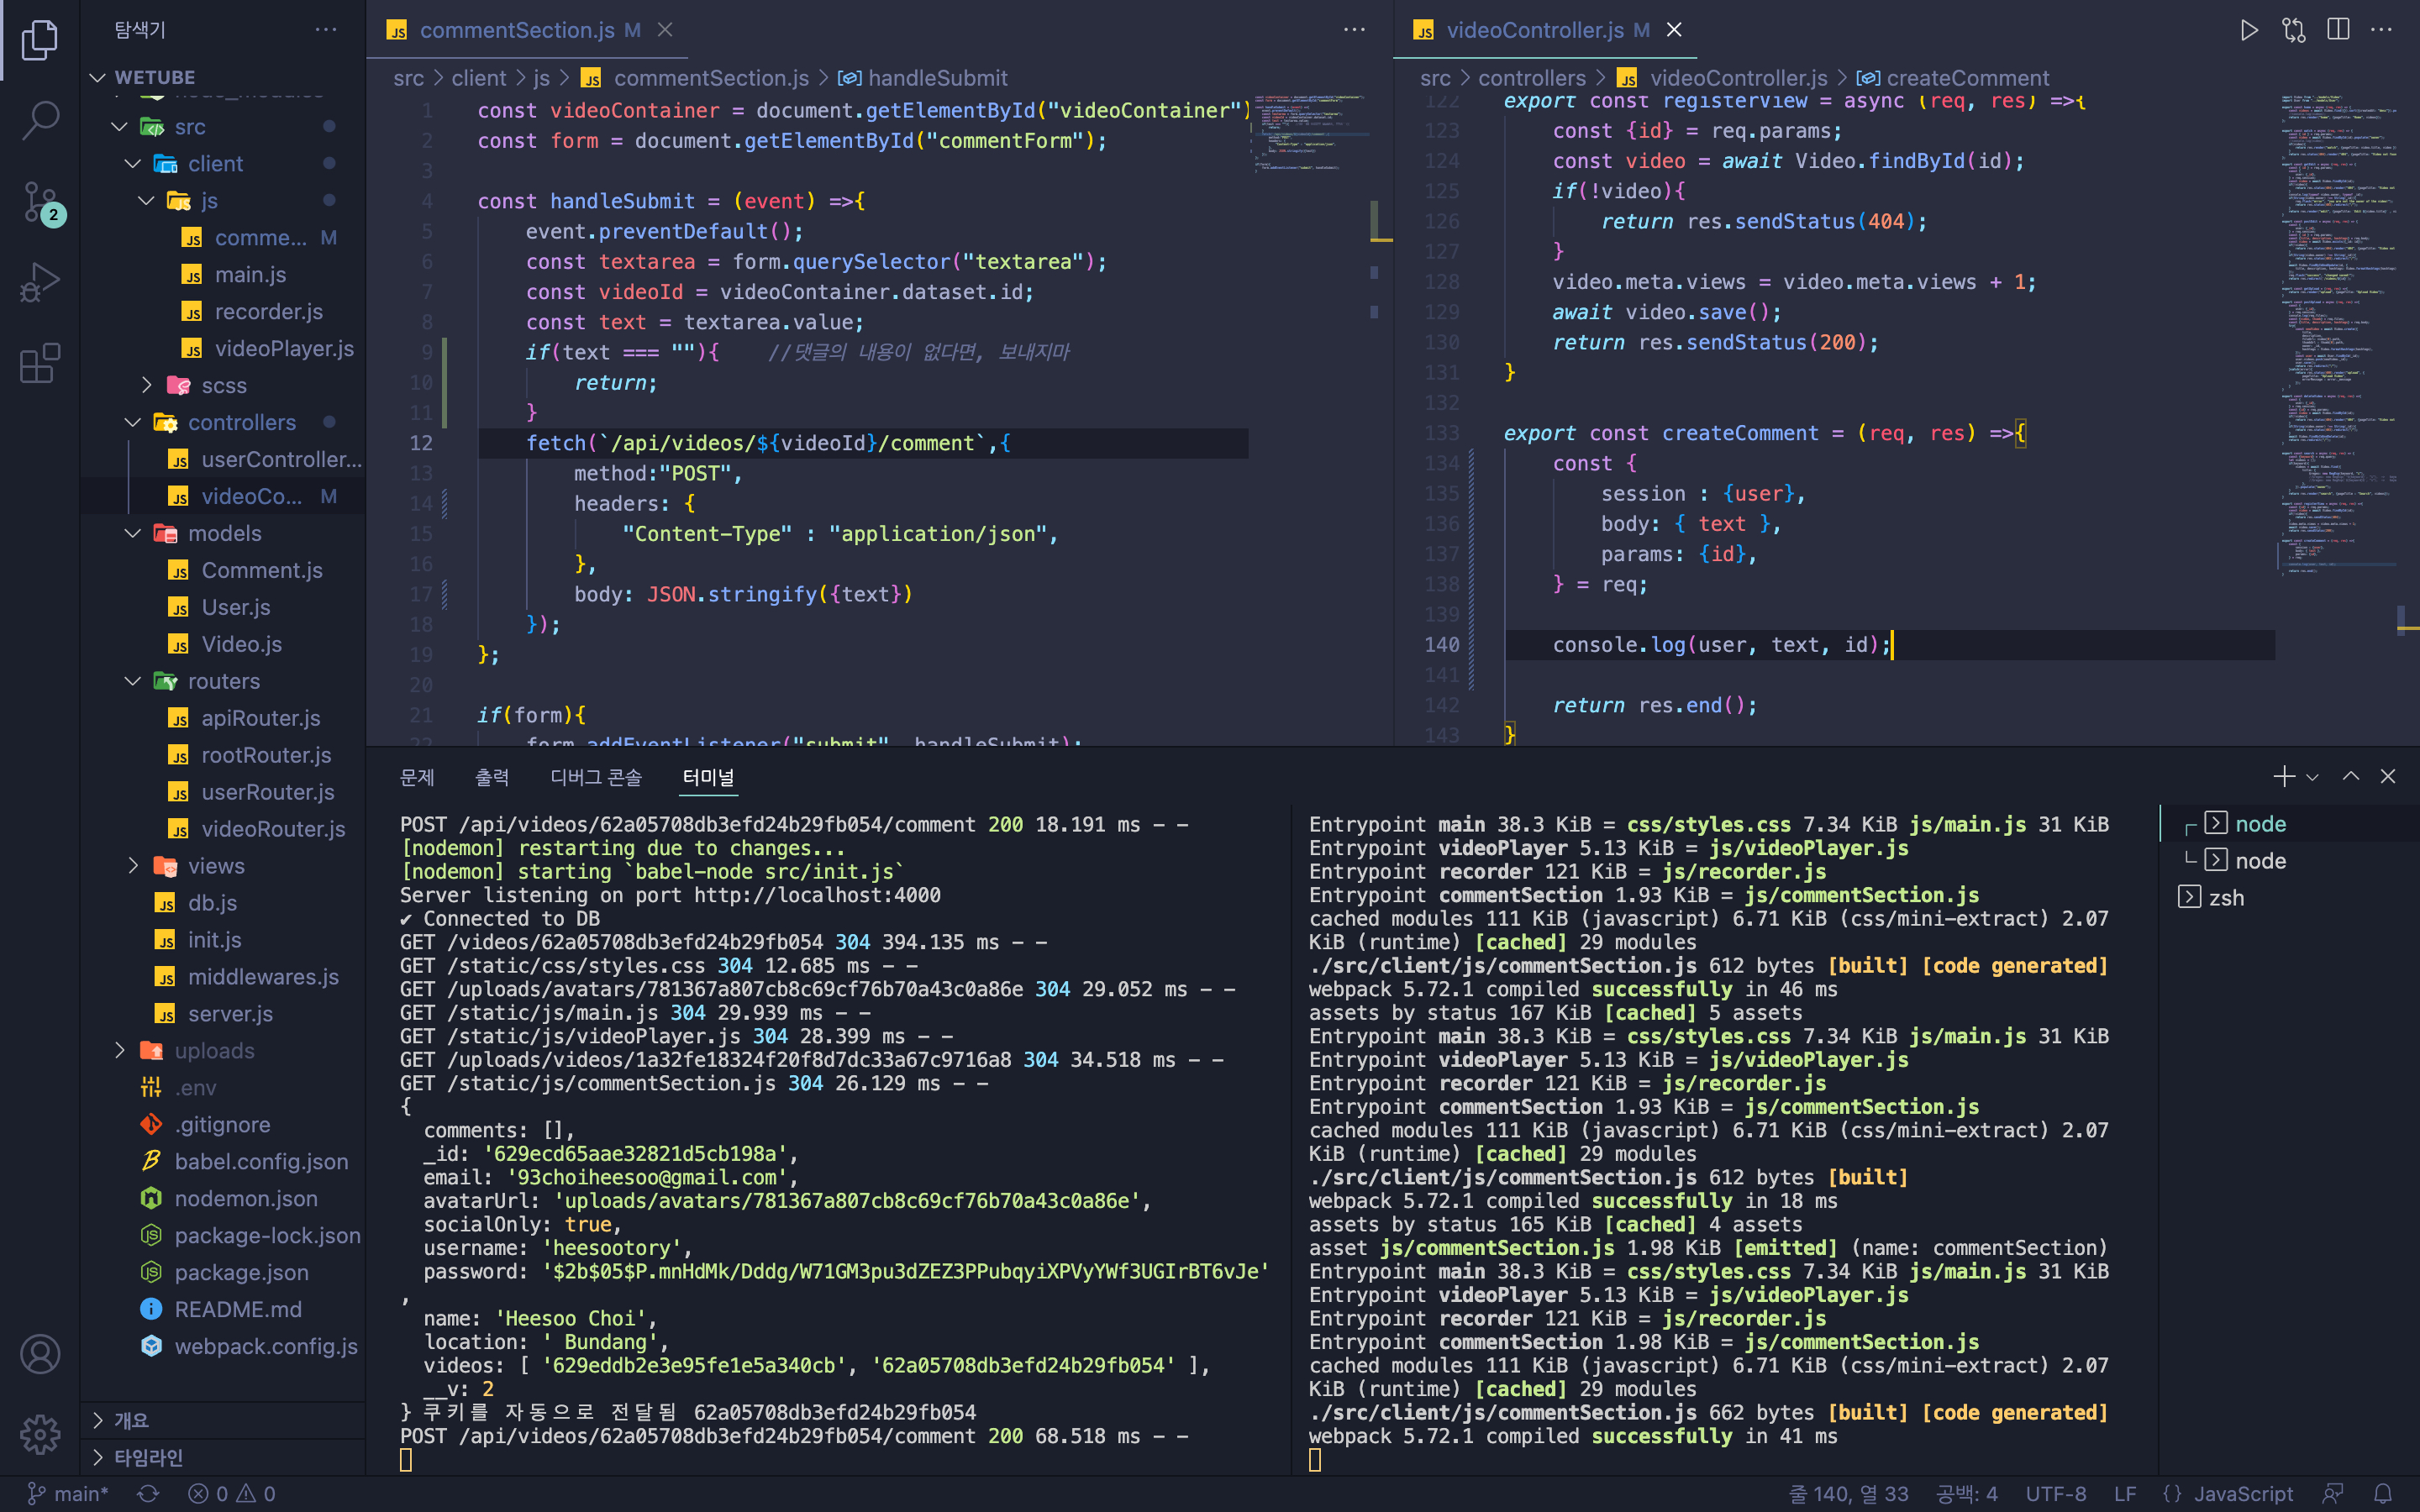 탐색기
WETUBE
node_modules
src
client
js
comme... M
main.js
recorder.js
videoPlayer.js
scss
controllers
userController...
videoCo... M
models
Comment.js
User.js
Video.js
routers
apiRouter.js
rootRouter.js
userRouter.js
videoRouter.js
views
db.js
init.js
middlewares.js
server.js
uploads
.env
.gitignore
babel.config.json
nodemon.json
package-lock.json
package.json
README.md
webpack.config.js
개요
타임라인
2
JS commentSection.js M
src > client > js > JS commentSection.js > handleSubmit
1 const videoContainer = document.getElementById("videoContainer")
2 const form = document.getElementById("commentForm");
3
4 const handleSubmit = (event) =>{
5 event.preventDefault();
6 const textarea = form.querySelector("textarea");
7 const videoId = videoContainer.dataset.id;
8 const text = textarea.value;
9 if(text === ""){ //댓글의 내용이 없다면, 보내지마
10 return;
11 }
12 fetch(`/api/videos/${videoId}/comment`,{
13 method:"POST",
14 headers: {
15 "Content-Type" : "application/json",
16 },
17 body: JSON.stringify({text})
18 });
19 };
20
21 if(form){
22 form.addEventListener("submit", handleSubmit);
JS videoController.js M
src > controllers > JS videoController.js > createComment
122 export const registerView = async (req, res) =>{
123 const {id} = req.params;
124 const video = await Video.findById(id);
125 if(!video){
126 return res.sendStatus(404);
127 }
128 video.meta.views = video.meta.views + 1;
129 await video.save();
130 return res.sendStatus(200);
131 }
132
133 export const createComment = (req, res) =>{
134 const {
135 session : {user},
136 body: { text },
137 params: {id},
138 } = req;
139
140 console.log(user, text, id);
141
142 return res.end();
143 }
문제 출력 디버그 콘솔 터미널
POST /api/videos/62a05708db3efd24b29fb054/comment 200 18.191 ms - -
[nodemon] restarting due to changes...
[nodemon] starting `babel-node src/init.js`
Server listening on port http://localhost:4000
✔ Connected to DB
GET /videos/62a05708db3efd24b29fb054 304 394.135 ms - -
GET /static/css/styles.css 304 12.685 ms - -
GET /uploads/avatars/781367a807cb8c69cf76b70a43c0a86e 304 29.052 ms - -
GET /static/js/main.js 304 29.939 ms - -
GET /static/js/videoPlayer.js 304 28.399 ms - -
GET /uploads/videos/1a32fe18324f20f8d7dc33a67c9716a8 304 34.518 ms - -
GET /static/js/commentSection.js 304 26.129 ms - -
{
comments: [],
_id: '629ecd65aae32821d5cb198a',
email: '93choiheesoo@gmail.com',
avatarUrl: 'uploads/avatars/781367a807cb8c69cf76b70a43c0a86e',
socialOnly: true,
username: 'heesootory',
password: '$2b$05$P.mnHdMk/Dddg/W71GM3pu3dZEZ3PPubqyiXPVyYWf3UGIrBT6vJe'
,
name: 'Heesoo Choi',
location: ' Bundang',
videos: [ '629eddb2e3e95fe1e5a340cb', '62a05708db3efd24b29fb054' ],
__v: 2
} 쿠키를 자동으로 전달됨 62a05708db3efd24b29fb054
POST /api/videos/62a05708db3efd24b29fb054/comment 200 68.518 ms - -
Entrypoint main 38.3 KiB = css/styles.css 7.34 KiB js/main.js 31 KiB
Entrypoint videoPlayer 5.13 KiB = js/videoPlayer.js
Entrypoint recorder 121 KiB = js/recorder.js
Entrypoint commentSection 1.93 KiB = js/commentSection.js
cached modules 111 KiB (javascript) 6.71 KiB (css/mini-extract) 2.07
KiB (runtime) [cached] 29 modules
./src/client/js/commentSection.js 612 bytes [built] [code generated]
webpack 5.72.1 compiled successfully in 46 ms
assets by status 167 KiB [cached] 5 assets
Entrypoint main 38.3 KiB = css/styles.css 7.34 KiB js/main.js 31 KiB
Entrypoint videoPlayer 5.13 KiB = js/videoPlayer.js
Entrypoint recorder 121 KiB = js/recorder.js
Entrypoint commentSection 1.93 KiB = js/commentSection.js
cached modules 111 KiB (javascript) 6.71 KiB (css/mini-extract) 2.07
KiB (runtime) [cached] 29 modules
./src/client/js/commentSection.js 612 bytes [built]
webpack 5.72.1 compiled successfully in 18 ms
assets by status 165 KiB [cached] 4 assets
asset js/commentSection.js 1.98 KiB [emitted] (name: commentSection)
Entrypoint main 38.3 KiB = css/styles.css 7.34 KiB js/main.js 31 KiB
Entrypoint videoPlayer 5.13 KiB = js/videoPlayer.js
Entrypoint recorder 121 KiB = js/recorder.js
Entrypoint commentSection 1.98 KiB = js/commentSection.js
cached modules 111 KiB (javascript) 6.71 KiB (css/mini-extract) 2.07
KiB (runtime) [cached] 29 modules
./src/client/js/commentSection.js 662 bytes [built] [code generated]
webpack 5.72.1 compiled successfully in 41 ms
node
node
zsh
main* 0 0 줄 140, 열 33 공백: 4 UTF-8 LF {} JavaScript